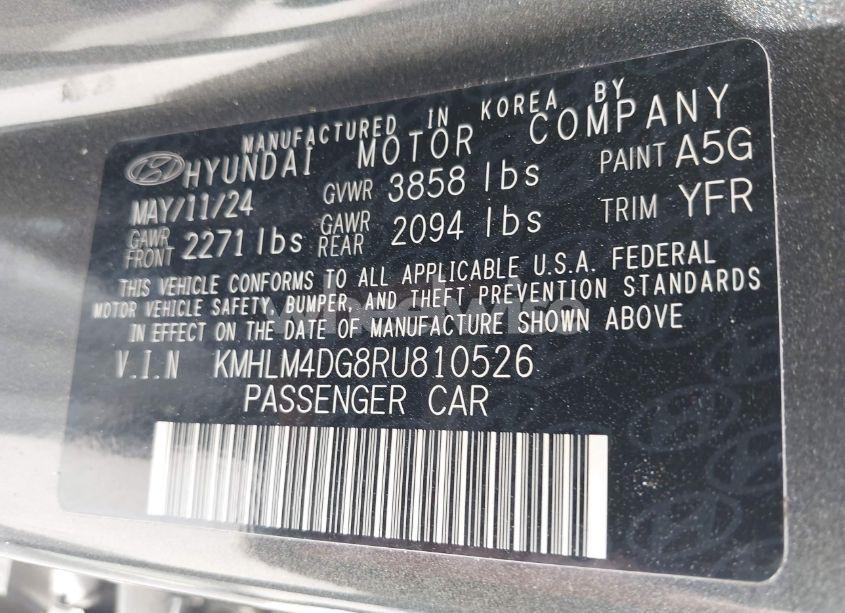 MANUFACTURED IN KOREA BY
HYUNDAI MOTOR COMPANY
MAY/11/24 GVWR 3858 lbs PAINT A5G
GAWR FRONT 2271 lbs GAWR REAR 2094 lbs TRIM YFR
THIS VEHICLE CONFORMS TO ALL APPLICABLE U.S.A. FEDERAL
MOTOR VEHICLE SAFETY, BUMPER, AND THEFT PREVENTION STANDARDS
IN EFFECT ON THE DATE OF MANUFACTURE SHOWN ABOVE
V.I.N KMHLM4DG8RU810526
PASSENGER CAR